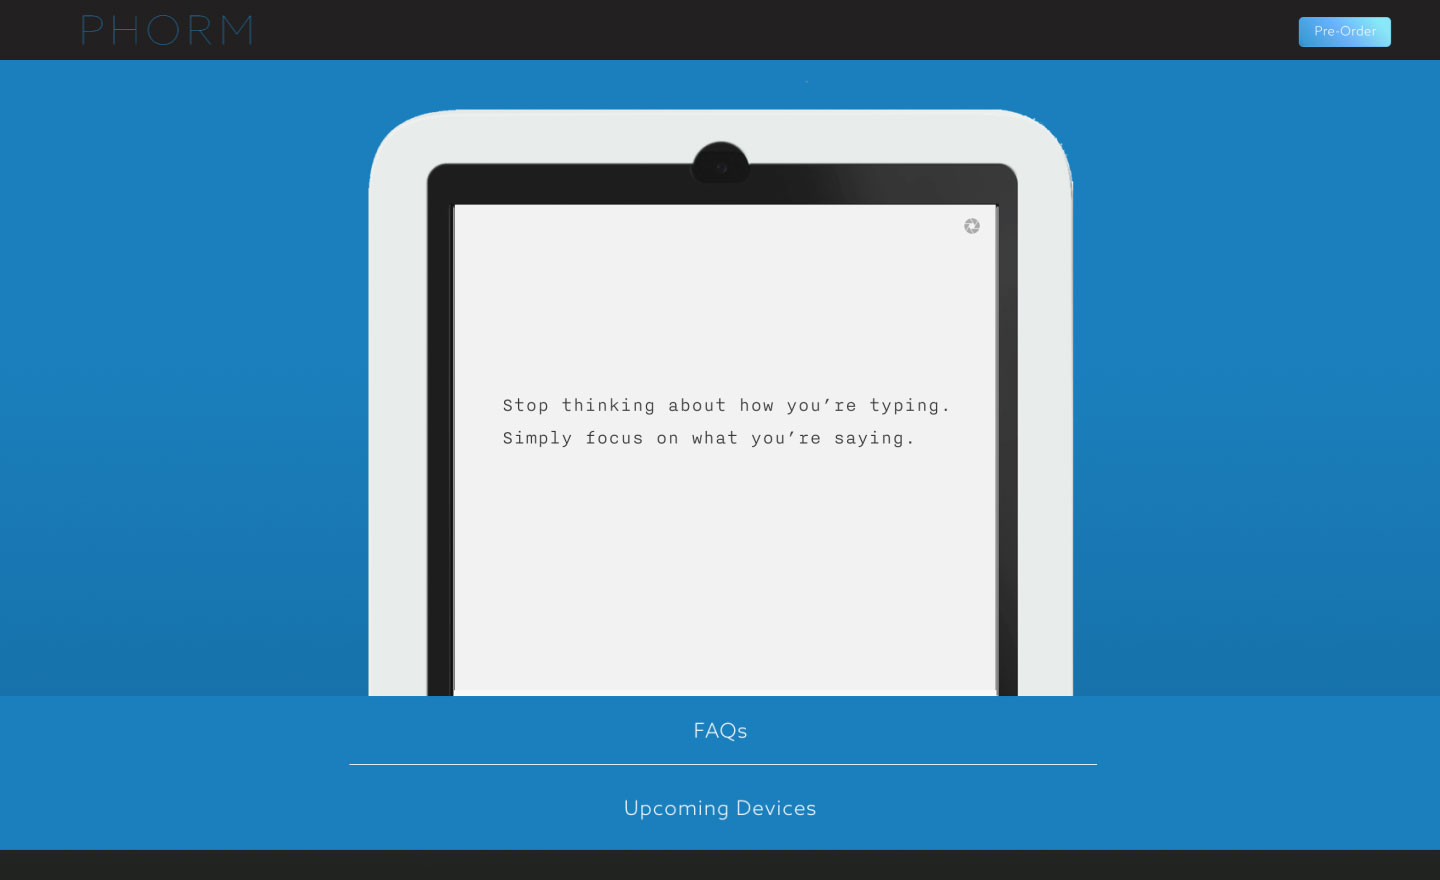 PHORM
Pre-Order
Stop thinking about how you’re typing.
Simply focus on what you’re saying.
FAQs
Upcoming Devices